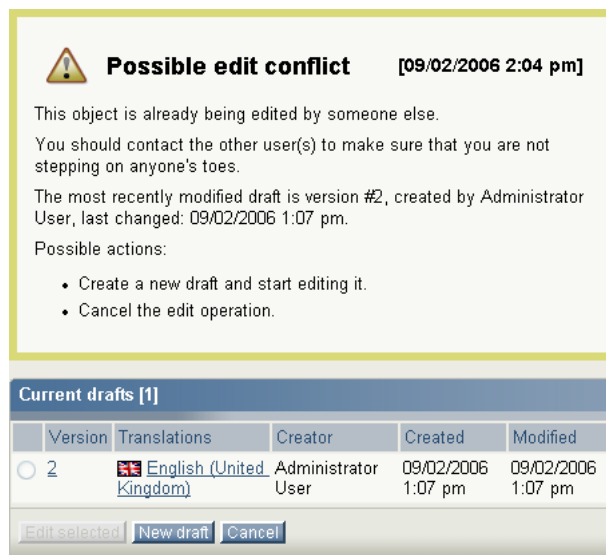 Possible edit conflict [09/02/2006 2:04 pm]
This object is already being edited by someone else.
You should contact the other user(s) to make sure that you are not
stepping on anyone's toes.
The most recently modified draft is version #2, created by Administrator
User, last changed: 09/02/2006 1:07 pm.
Possible actions:
• Create a new draft and start editing it.
• Cancel the edit operation.
Current drafts [1]
Version Translations Creator Created Modified
2 English (United Administrator 09/02/2006 09/02/2006
Kingdom) User 1:07 pm 1:07 pm
Edit selected New draft Cancel